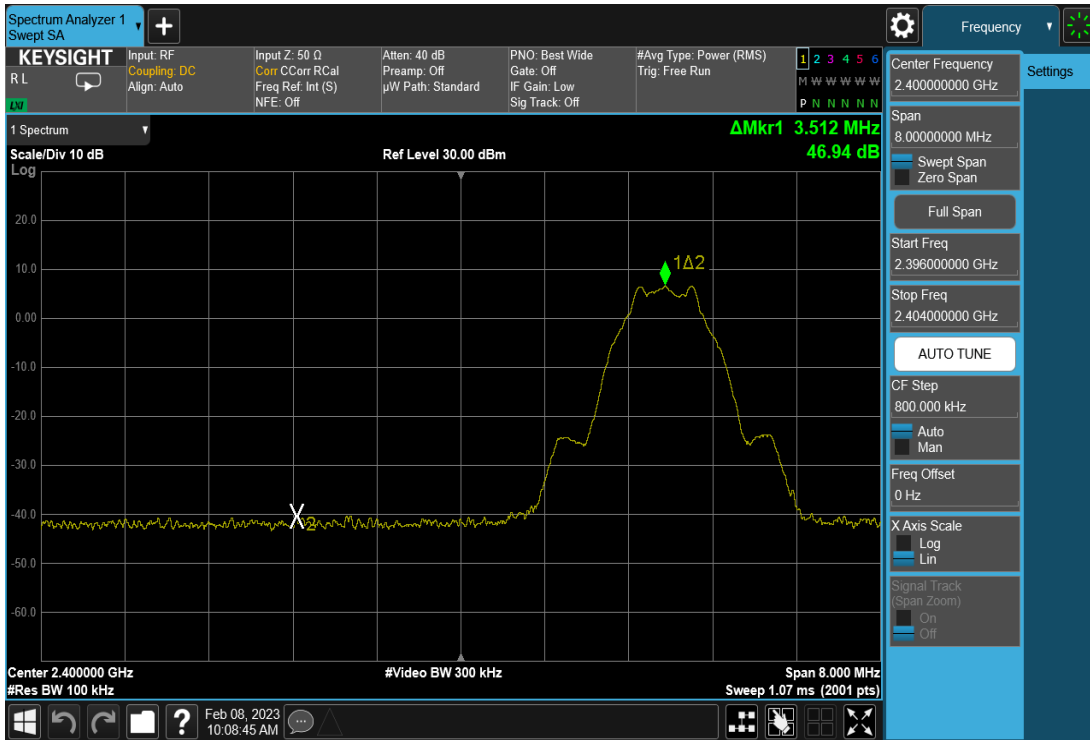 Spectrum Analyzer 1
Swept SA
Frequency
KEYSIGHT
R L
LXI
Input: RF
Coupling: DC
Align: Auto
Input Z: 50 Ω
Corr CCorr RCal
Freq Ref: Int (S)
NFE: Off
Atten: 40 dB
Preamp: Off
µW Path: Standard
PNO: Best Wide
Gate: Off
IF Gain: Low
Sig Track: Off
#Avg Type: Power (RMS)
Trig: Free Run
1 2 3 4 5 6
M W W W W W
P N N N N N
1 Spectrum
Scale/Div 10 dB
Log
Ref Level 30.00 dBm
ΔMkr1 3.512 MHz
46.94 dB
20.0
10.0
0.00
-10.0
-20.0
-30.0
-40.0
-50.0
-60.0
1Δ2
X2
Center 2.400000 GHz
#Res BW 100 kHz
#Video BW 300 kHz
Span 8.000 MHz
Sweep 1.07 ms (2001 pts)
Center Frequency
2.400000000 GHz
Settings
Span
8.00000000 MHz
Swept Span
Zero Span
Full Span
Start Freq
2.396000000 GHz
Stop Freq
2.404000000 GHz
AUTO TUNE
CF Step
800.000 kHz
Auto
Man
Freq Offset
0 Hz
X Axis Scale
Log
Lin
Signal Track
(Span Zoom)
On
Off
?
Feb 08, 2023
10:08:45 AM